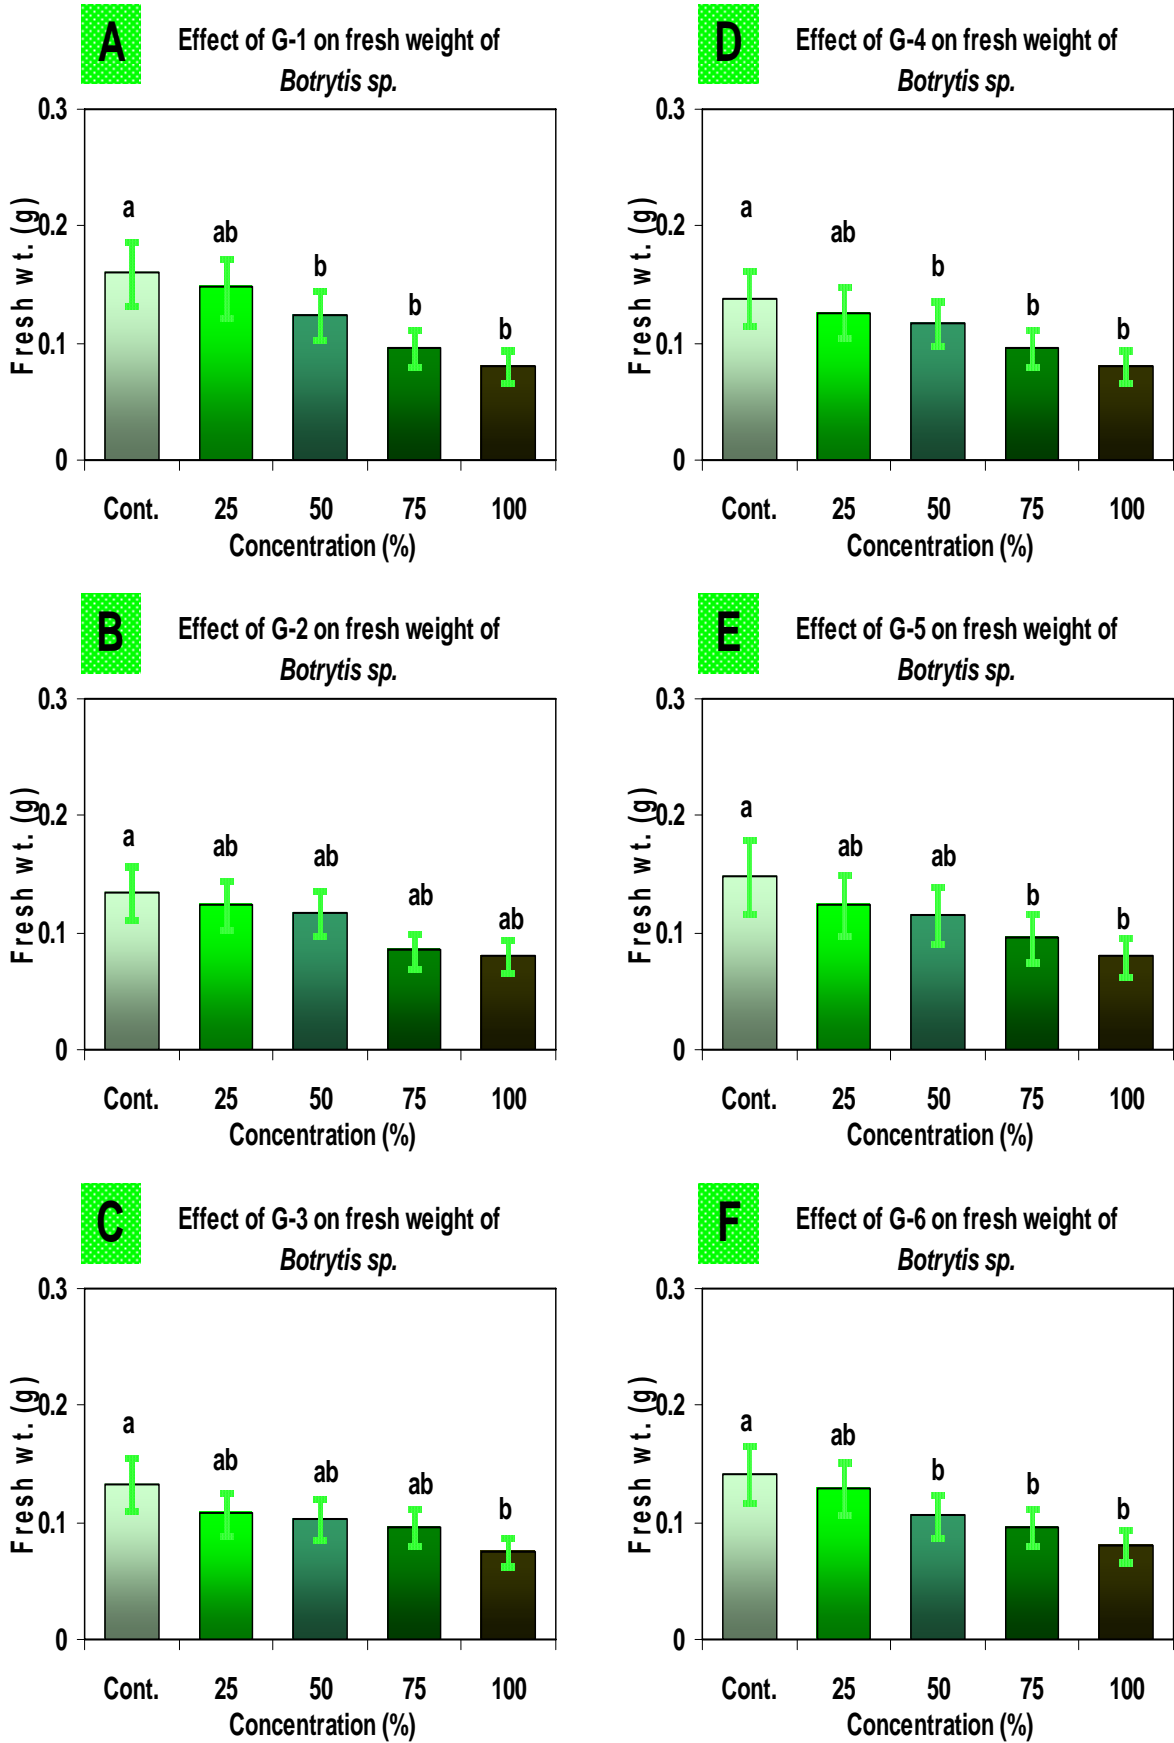 A
Effect of G-1 on fresh weight of
Botrytis sp.
0.3
0.2
0.1
0
Fresh wt. (g)
a
ab
b
b
b
Cont. 25 50 75 100
Concentration (%)
B
Effect of G-2 on fresh weight of
Botrytis sp.
0.3
0.2
0.1
0
Fresh wt. (g)
a
ab
ab
ab
ab
Cont. 25 50 75 100
Concentration (%)
C
Effect of G-3 on fresh weight of
Botrytis sp.
0.3
0.2
0.1
0
Fresh wt. (g)
a
ab
ab
ab
b
Cont. 25 50 75 100
Concentration (%)
D
Effect of G-4 on fresh weight of
Botrytis sp.
0.3
0.2
0.1
0
Fresh wt. (g)
a
ab
b
b
b
Cont. 25 50 75 100
Concentration (%)
E
Effect of G-5 on fresh weight of
Botrytis sp.
0.3
0.2
0.1
0
Fresh wt. (g)
a
ab
ab
b
b
Cont. 25 50 75 100
Concentration (%)
F
Effect of G-6 on fresh weight of
Botrytis sp.
0.3
0.2
0.1
0
Fresh wt. (g)
a
ab
b
b
b
Cont. 25 50 75 100
Concentration (%)